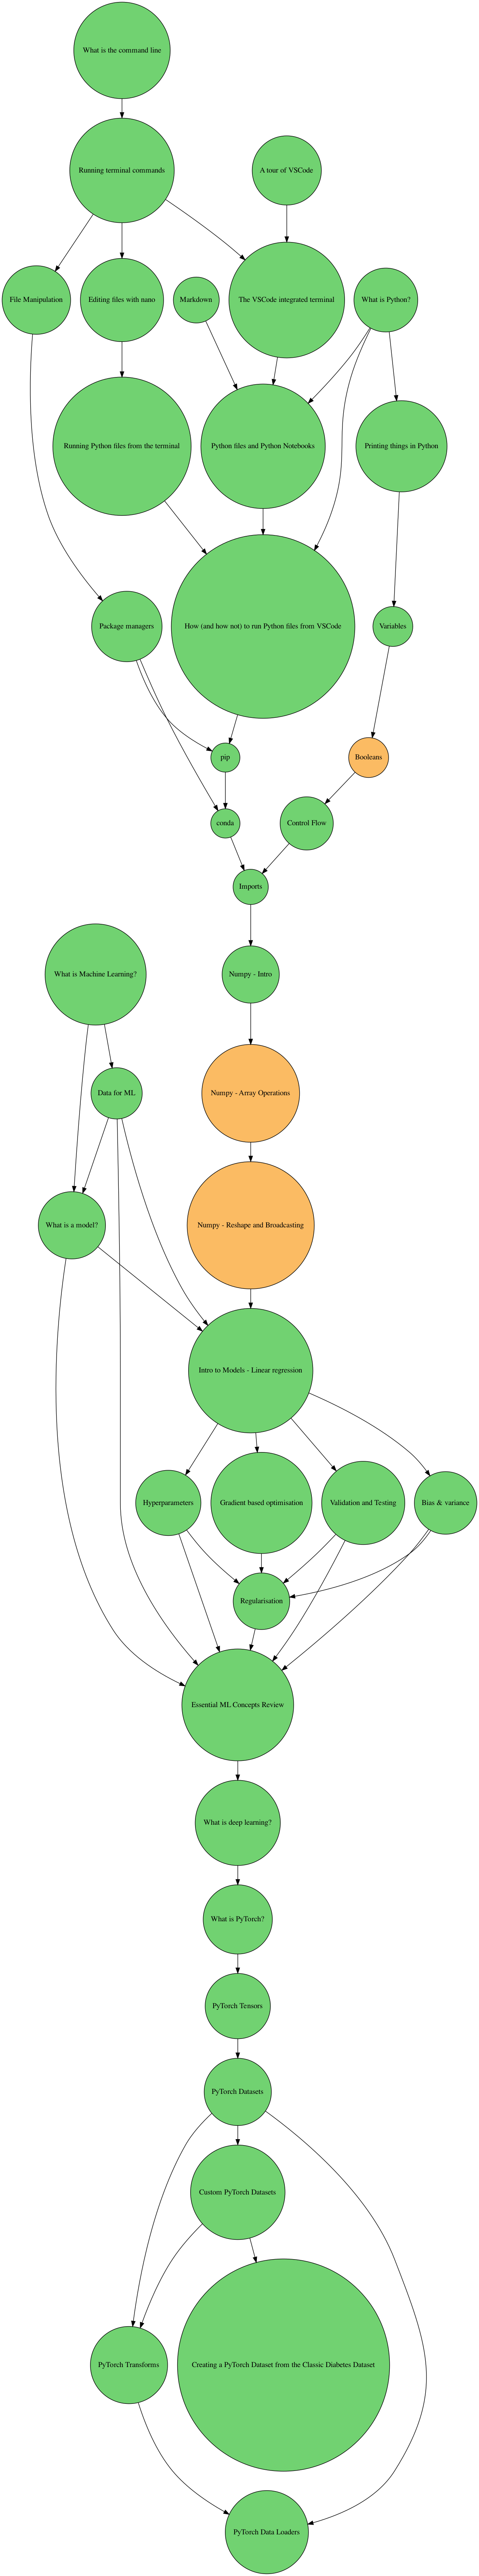 What is the command line
Running terminal commands
A tour of VSCode
File Manipulation
Editing files with nano
Markdown
The VSCode integrated terminal
What is Python?
Running Python files from the terminal
Python files and Python Notebooks
Printing things in Python
Package managers
How (and how not) to run Python files from VSCode
Variables
pip
Booleans
conda
Control Flow
Imports
What is Machine Learning?
Numpy - Intro
Data for ML
Numpy - Array Operations
What is a model?
Numpy - Reshape and Broadcasting
Intro to Models - Linear regression
Hyperparameters
Gradient based optimisation
Validation and Testing
Bias & variance
Regularisation
Essential ML Concepts Review
What is deep learning?
What is PyTorch?
PyTorch Tensors
PyTorch Datasets
Custom PyTorch Datasets
PyTorch Transforms
Creating a PyTorch Dataset from the Classic Diabetes Dataset
PyTorch Data Loaders